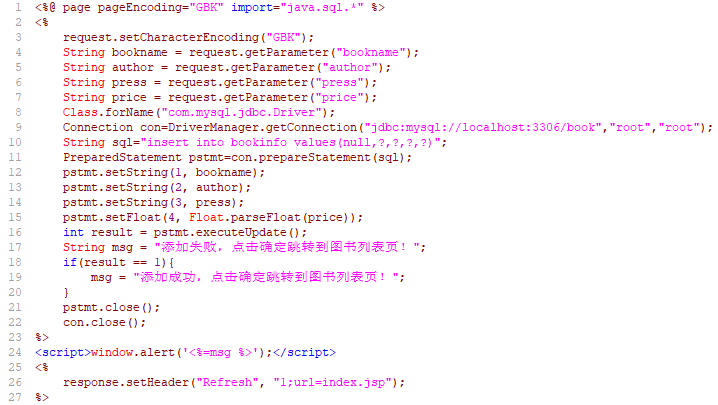 1 <%@ page pageEncoding="GBK" import="java.sql.*" %>
2 <%
3 request.setCharacterEncoding("GBK");
4 String bookname = request.getParameter("bookname");
5 String author = request.getParameter("author");
6 String press = request.getParameter("press");
7 String price = request.getParameter("price");
8 Class.forName("com.mysql.jdbc.Driver");
9 Connection con=DriverManager.getConnection("jdbc:mysql://localhost:3306/book","root","root");
10 String sql="insert into bookinfo values(null,?,?,?,?)";
11 PreparedStatement pstmt=con.prepareStatement(sql);
12 pstmt.setString(1, bookname);
13 pstmt.setString(2, author);
14 pstmt.setString(3, press);
15 pstmt.setFloat(4, Float.parseFloat(price));
16 int result = pstmt.executeUpdate();
17 String msg = "添加失败，点击确定跳转到图书列表页！";
18 if(result == 1){
19 msg = "添加成功，点击确定跳转到图书列表页！";
20 }
21 pstmt.close();
22 con.close();
23 %>
24 <script>window.alert('<%=msg %>');</script>
25 <%
26 response.setHeader("Refresh", "1;url=index.jsp");
27 %>